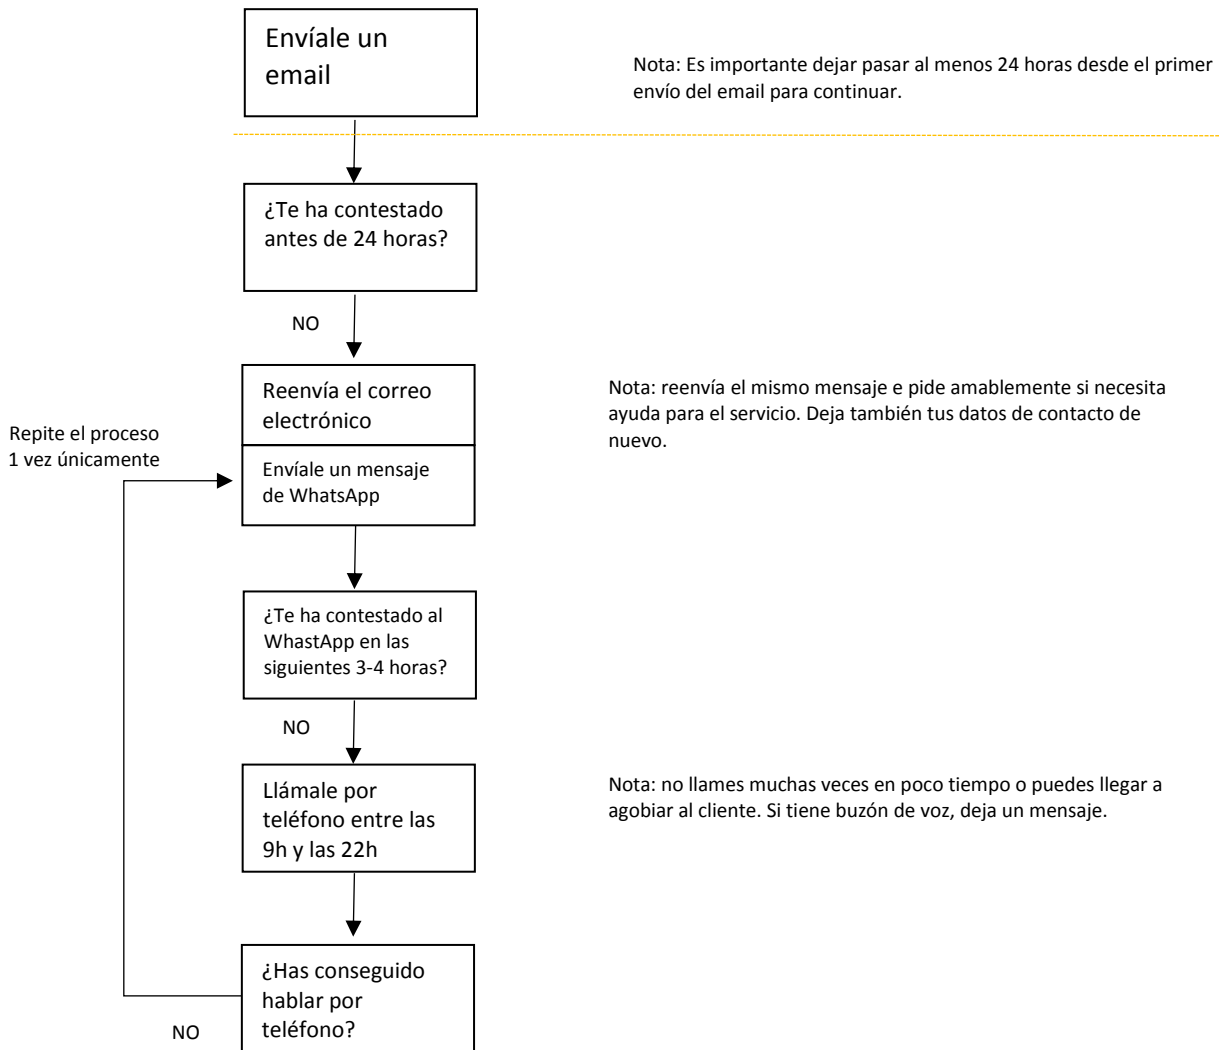 Envíale un
email
Nota: Es importante dejar pasar al menos 24 horas desde el primer
envío del email para continuar.
¿Te ha contestado
antes de 24 horas?
NO
Reenvía el correo
electrónico
Nota: reenvía el mismo mensaje e pide amablemente si necesita
ayuda para el servicio. Deja también tus datos de contacto de
nuevo.
Repite el proceso
1 vez únicamente
Envíale un mensaje
de WhatsApp
¿Te ha contestado al
WhastApp en las
siguientes 3-4 horas?
NO
Llámale por
teléfono entre las
9h y las 22h
Nota: no llames muchas veces en poco tiempo o puedes llegar a
agobiar al cliente. Si tiene buzón de voz, deja un mensaje.
¿Has conseguido
hablar por
teléfono?
NO